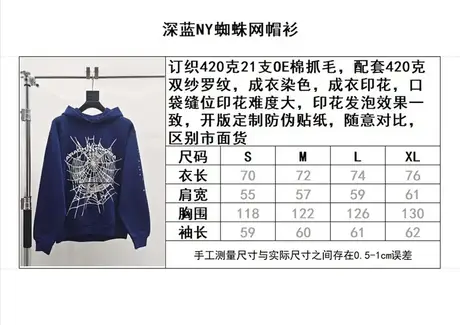 深蓝NY蜘蛛网帽衫
订织420克21支OE棉抓毛，配套420克
双纱罗纹，成衣染色，成衣印花，口
袋缝位印花难度大，印花发泡效果一
致，开版定制防伪贴纸，随意对比，
区别市面货
尺码 S M L XL
衣长 70 72 74 76
肩宽 55 57 59 61
胸围 118 122 126 130
袖长 59 60 61 62
手工测量尺寸与实际尺寸之间存在0.5-1cm误差